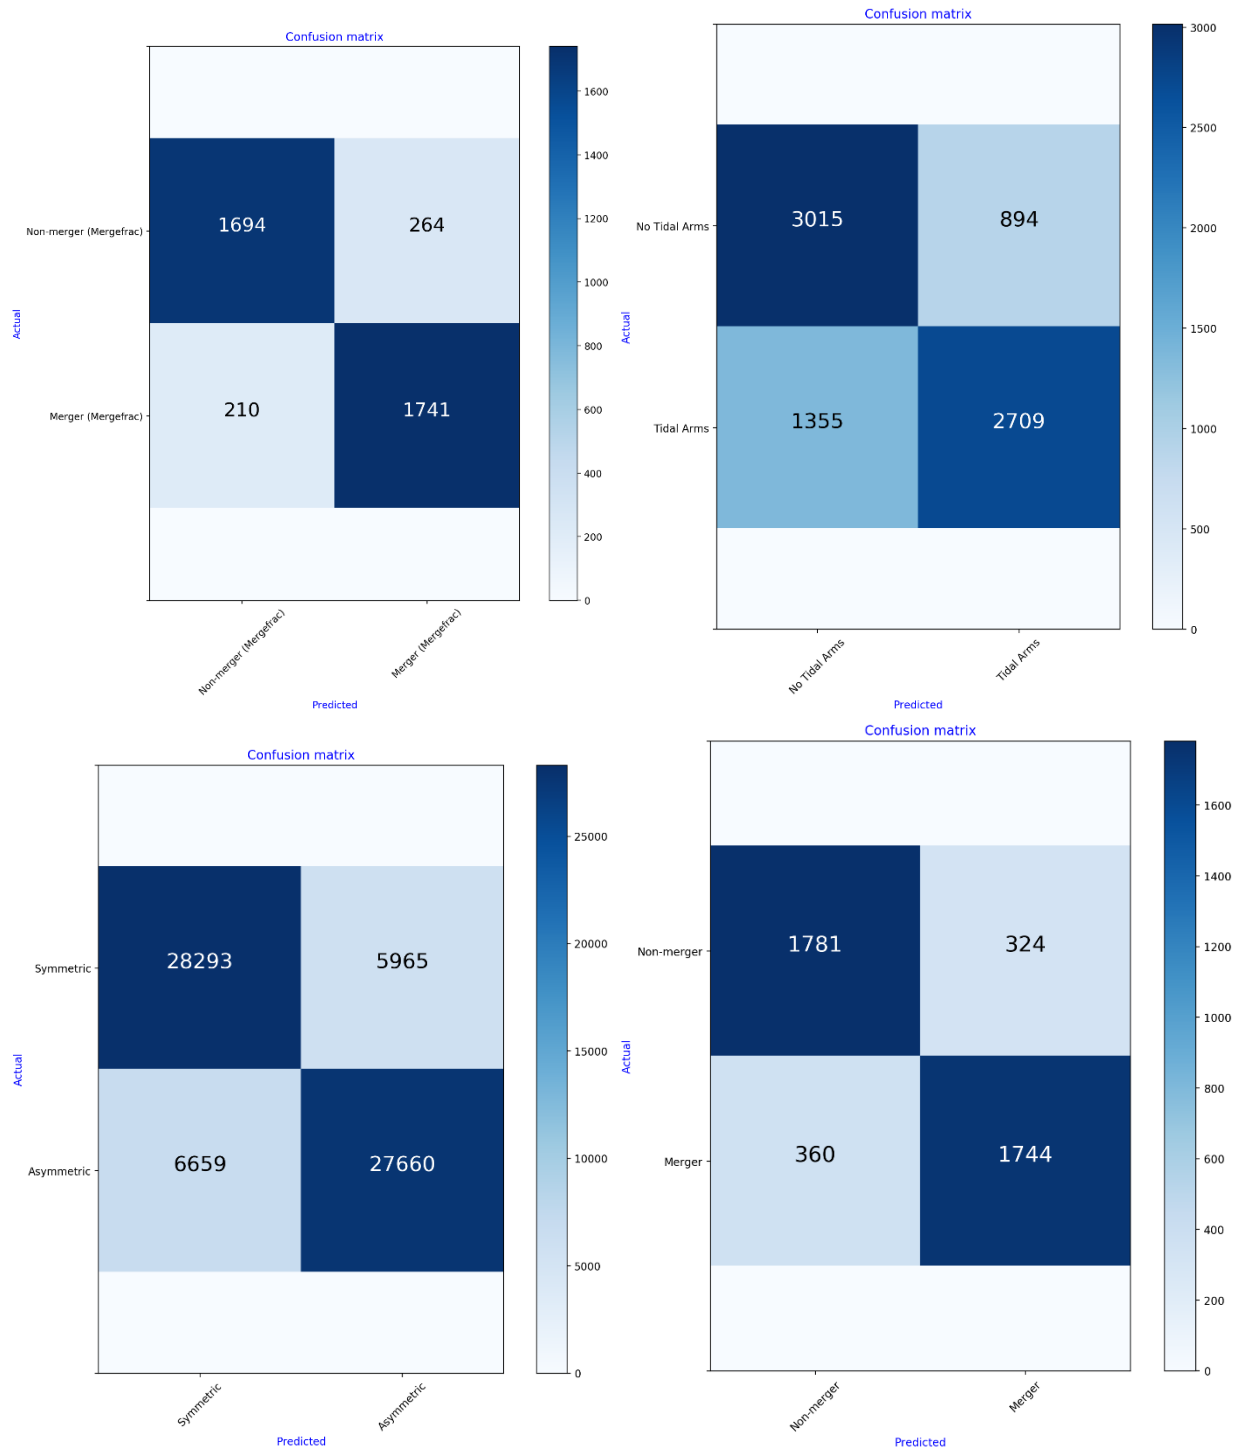 Confusion matrix
1600
1400
1200
1000
800
600
400
200
0
Non-merger (Mergefrac)
Merger (Mergefrac)
Actual
1694 264
210 1741
Non-merger (Mergefrac)
Merger (Mergefrac)
Predicted
Confusion matrix
3000
2500
2000
1500
1000
500
0
No Tidal Arms
Tidal Arms
Actual
3015 894
1355 2709
No Tidal Arms
Tidal Arms
Predicted
Confusion matrix
25000
20000
15000
10000
5000
0
Symmetric
Asymmetric
Actual
28293 5965
6659 27660
Symmetric
Asymmetric
Predicted
Confusion matrix
1600
1400
1200
1000
800
600
400
200
0
Non-merger
Merger
Actual
1781 324
360 1744
Non-merger
Merger
Predicted